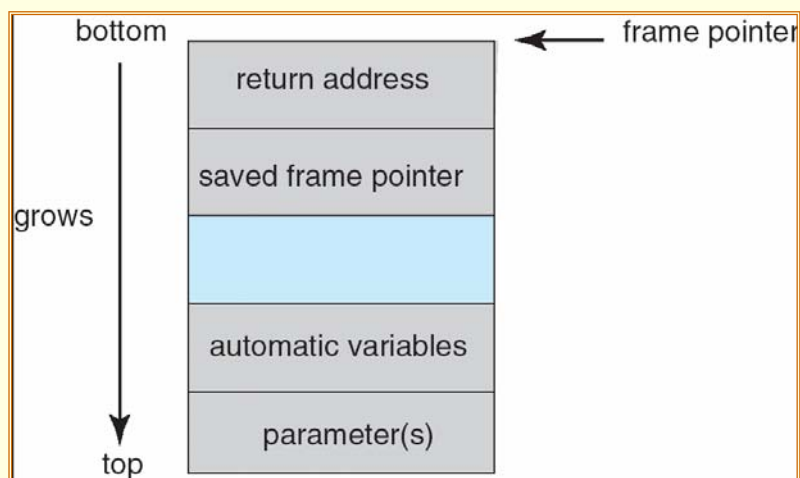 bottom
frame pointer
return address
saved frame pointer
grows
automatic variables
parameter(s)
top